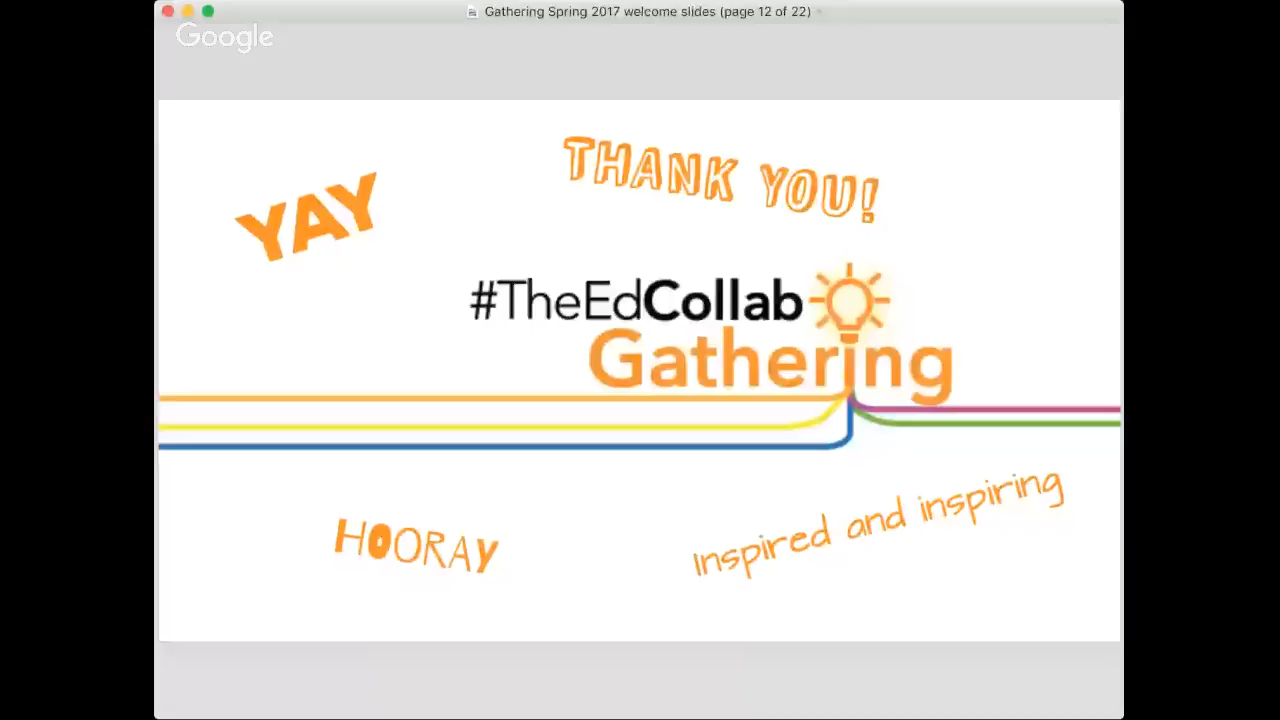 Gathering Spring 2017 welcome slides (page 12 of 22)
Google
THANK YOU!
YAY
#TheEdCollab
Gathering
HOORAY
inspired and inspiring